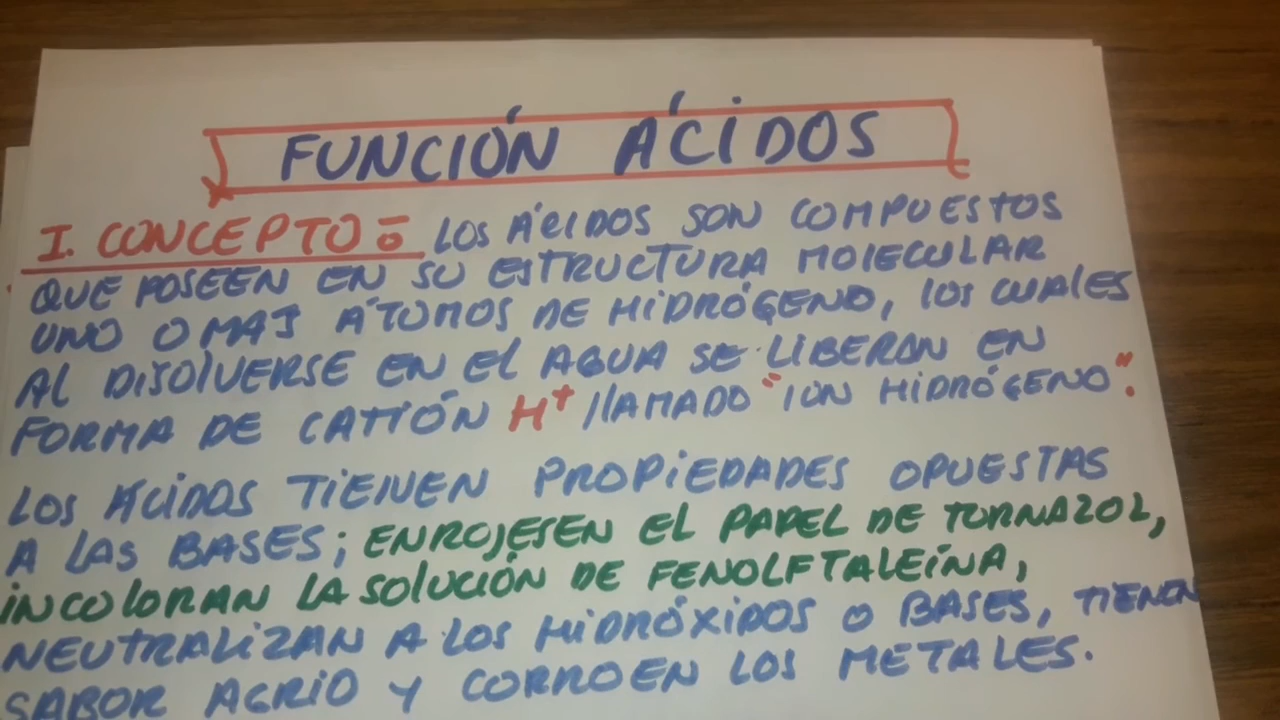 FUNCIÓN ÁCIDOS
I. CONCEPTO: LOS ÁCIDOS SON COMPUESTOS
QUE POSEEN EN SU ESTRUCTURA MOLECULAR
UNO O MAS ÁTOMOS DE HIDRÓGENO, LOS CUALES
AL DISOLVERSE EN EL AGUA SE LIBERAN EN
FORMA DE CATIÓN H+ LLAMADO "ION HIDRÓGENO".
LOS ÁCIDOS TIENEN PROPIEDADES OPUESTAS
A LAS BASES; ENROJESEN EL PAPEL DE TORNAZOL,
INCOLORAN LA SOLUCIÓN DE FENOLFTALEÍNA,
NEUTRALIZAN A LOS HIDRÓXIDOS O BASES, TIENEN
SABOR AGRIO Y CORROEN LOS METALES.